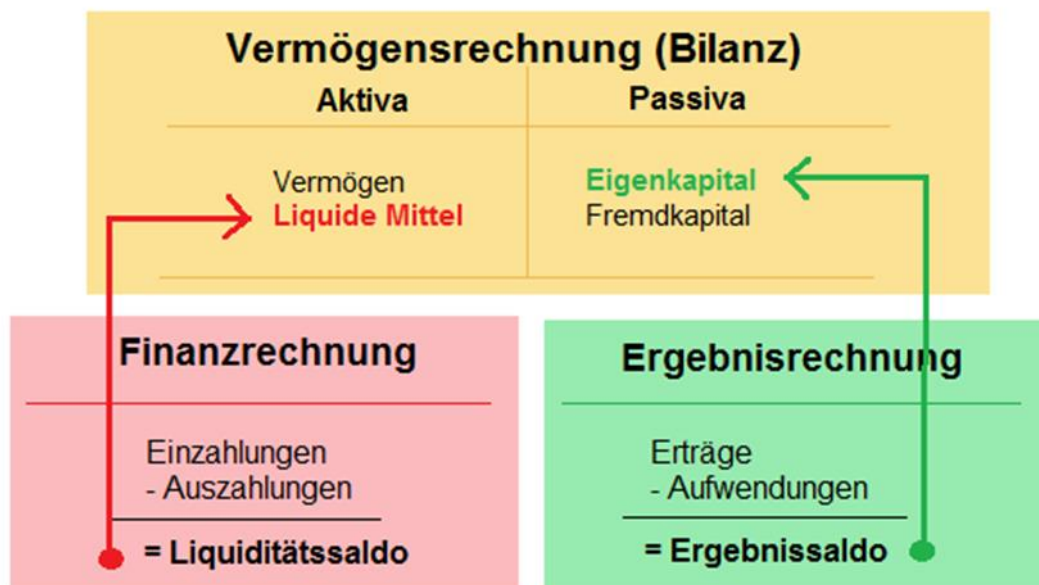 Vermögensrechnung (Bilanz)
Aktiva
Passiva
Vermögen
Liquide Mittel
Eigenkapital
Fremdkapital
Finanzrechnung
Einzahlungen
- Auszahlungen
= Liquiditätssaldo
Ergebnisrechnung
Erträge
- Aufwendungen
= Ergebnissaldo